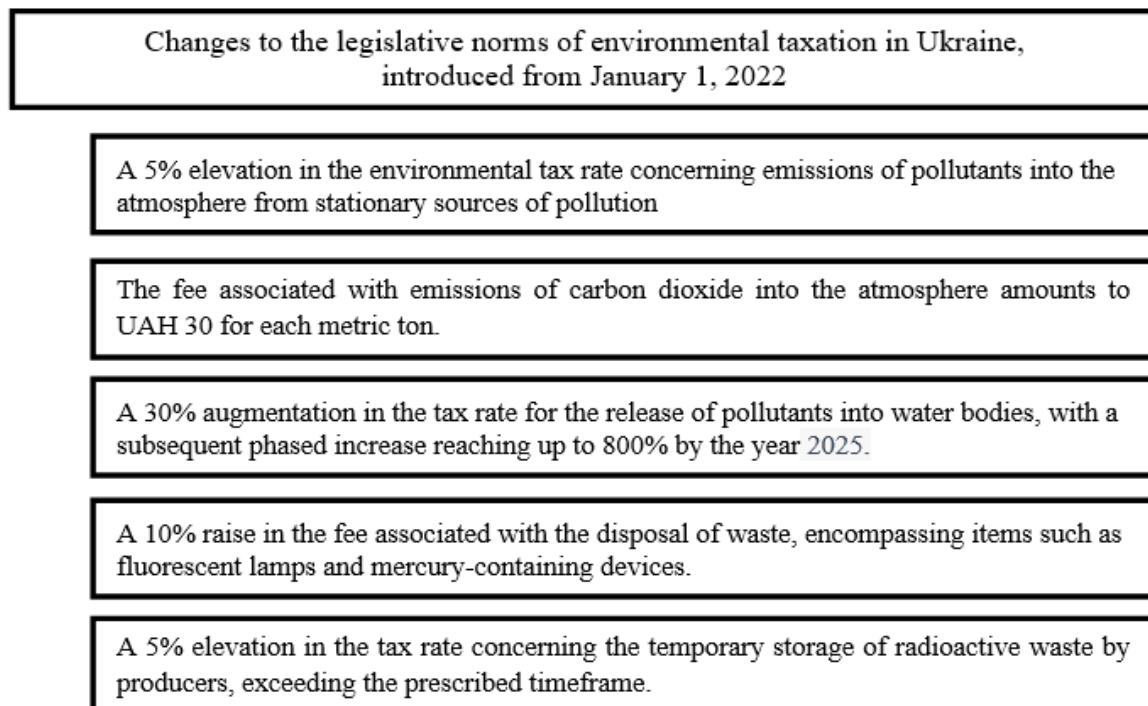 Changes to the legislative norms of environmental taxation in Ukraine,
introduced from January 1, 2022
A 5% elevation in the environmental tax rate concerning emissions of pollutants into the
atmosphere from stationary sources of pollution
The fee associated with emissions of carbon dioxide into the atmosphere amounts to
UAH 30 for each metric ton.
A 30% augmentation in the tax rate for the release of pollutants into water bodies, with a
subsequent phased increase reaching up to 800% by the year 2025.
A 10% raise in the fee associated with the disposal of waste, encompassing items such as
fluorescent lamps and mercury-containing devices.
A 5% elevation in the tax rate concerning the temporary storage of radioactive waste by
producers, exceeding the prescribed timeframe.